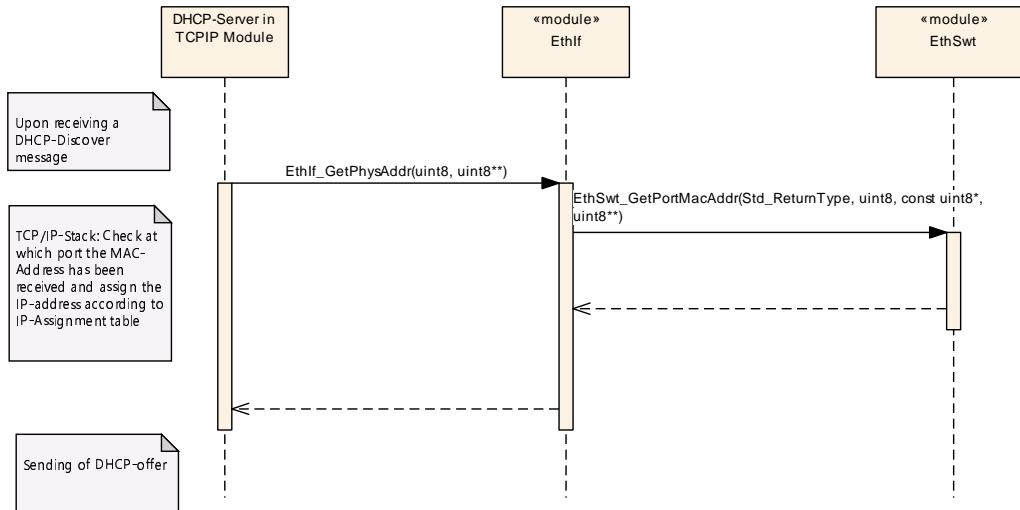 DHCP-Server in
TCPIP Module
«module»
EthIf
«module»
EthSwt
Upon receiving a
DHCP-Discover
message
EthIf_GetPhysAddr(uint8, uint8**)
EthSwt_GetPortMacAddr(Std_ReturnType, uint8, const uint8*,
uint8**)
TCP/IP-Stack: Check at
which port the MAC-
Address has been
received and assign the
IP-address according to
IP-Assignment table
Sending of DHCP-offer